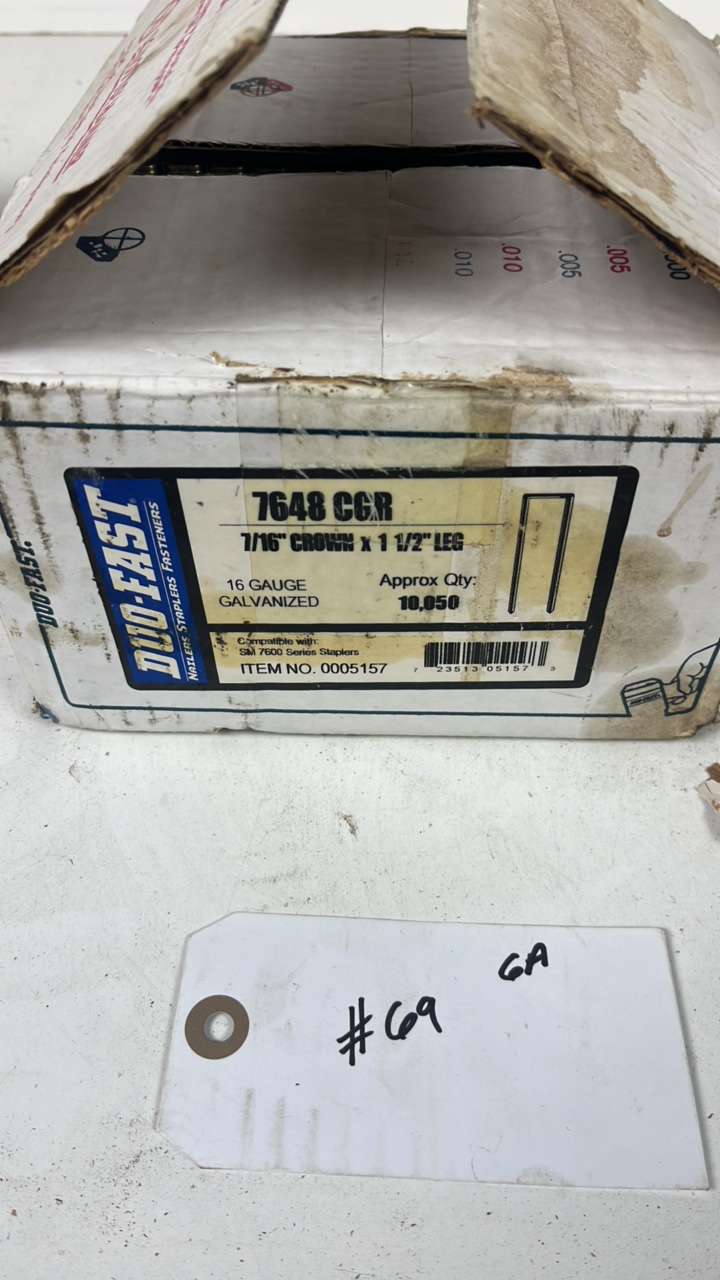 .010
.010
.005
.005
.000
DUO-FAST.
DUO-FAST
NAILERS STAPLERS FASTENERS
7648 CGR
7/16" CROWN x 1 1/2" LEG
16 GAUGE
GALVANIZED
Approx Qty:
10,050
Compatible with:
SM 7600 Series Staplers
ITEM NO. 0005157
7 23513 05157 3
6A
#69